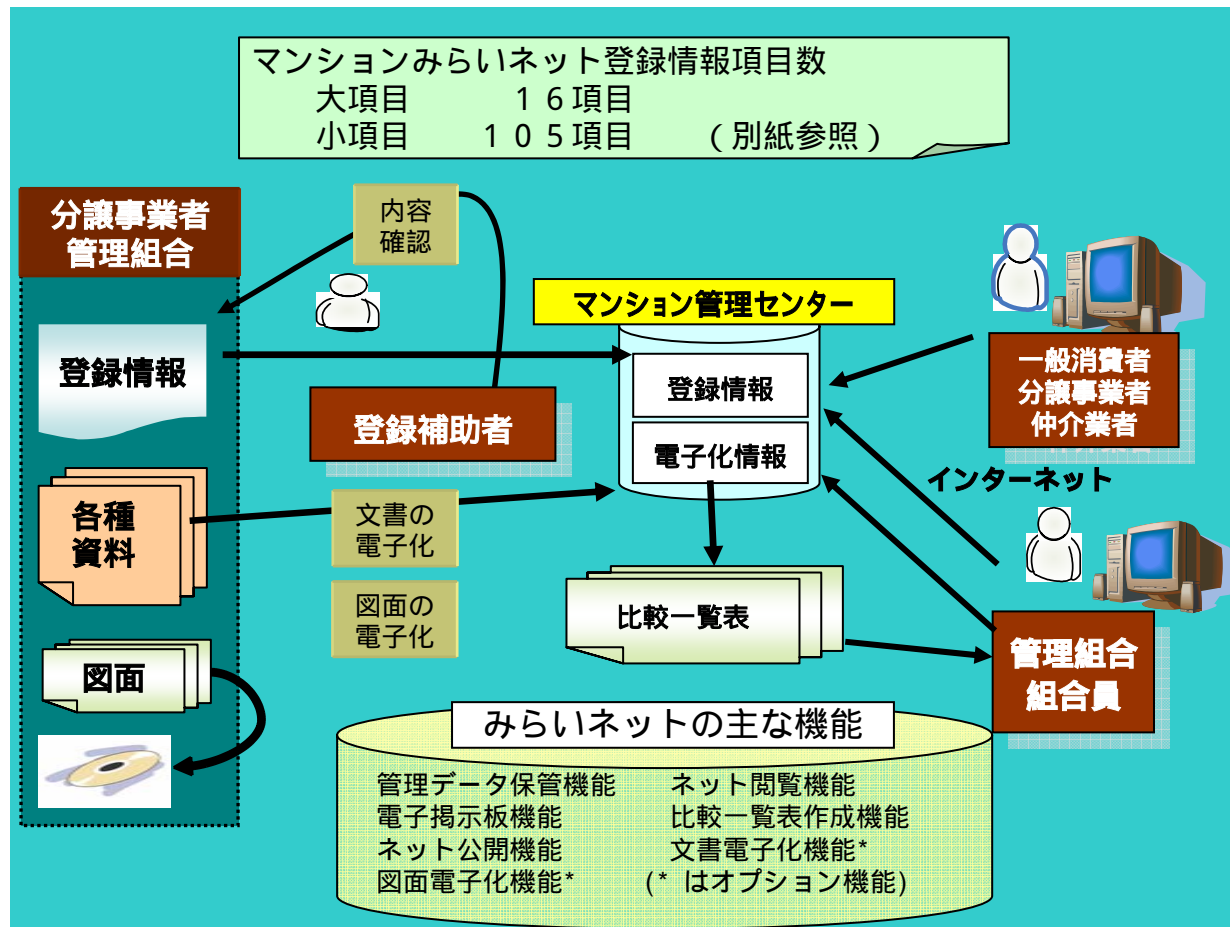 マンションみらいネット登録情報項目数
大項目　　　１６項目
小項目　　１０５項目　　（別紙参照）
分譲事業者
管理組合
内容
確認
登録情報
各種
資料
図面
登録補助者
文書の
電子化
図面の
電子化
マンション管理センター
登録情報
電子化情報
比較一覧表
一般消費者
分譲事業者
仲介業者
インターネット
管理組合
組合員
みらいネットの主な機能
管理データ保管機能　　ネット閲覧機能
電子掲示板機能　　　　比較一覧表作成機能
ネット公開機能　　　　文書電子化機能*
図面電子化機能*　　(* はオプション機能)